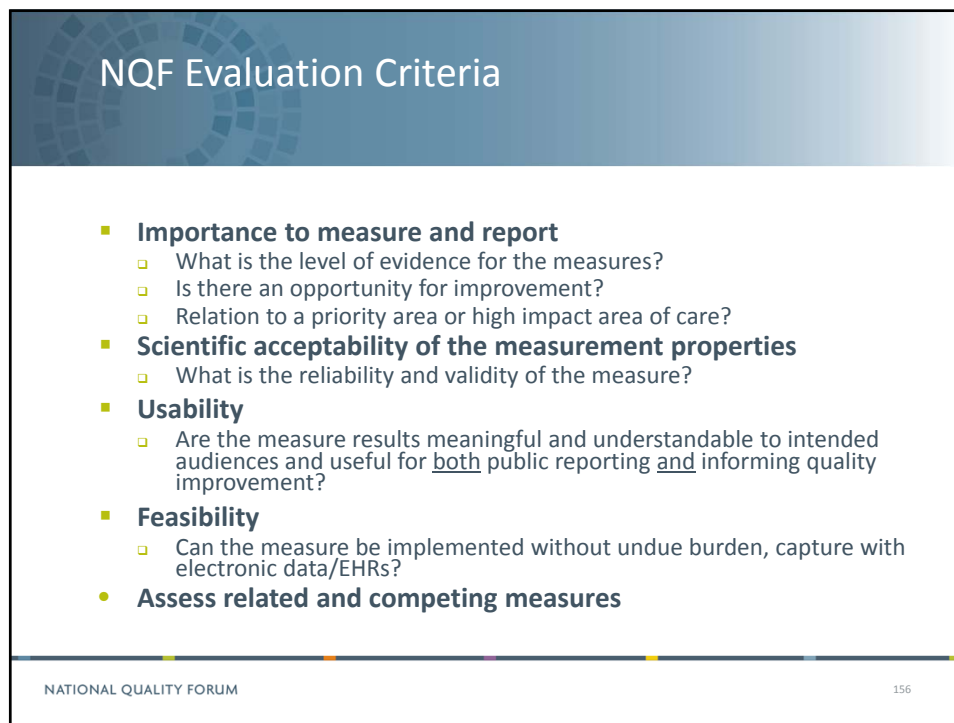 NQF Evaluation Criteria
▪ Importance to measure and report
❑ What is the level of evidence for the measures?
❑ Is there an opportunity for improvement?
❑ Relation to a priority area or high impact area of care?
▪ Scientific acceptability of the measurement properties
❑ What is the reliability and validity of the measure?
▪ Usability
❑ Are the measure results meaningful and understandable to intended
audiences and useful for both public reporting and informing quality
improvement?
▪ Feasibility
❑ Can the measure be implemented without undue burden, capture with
electronic data/EHRs?
• Assess related and competing measures
NATIONAL QUALITY FORUM
156